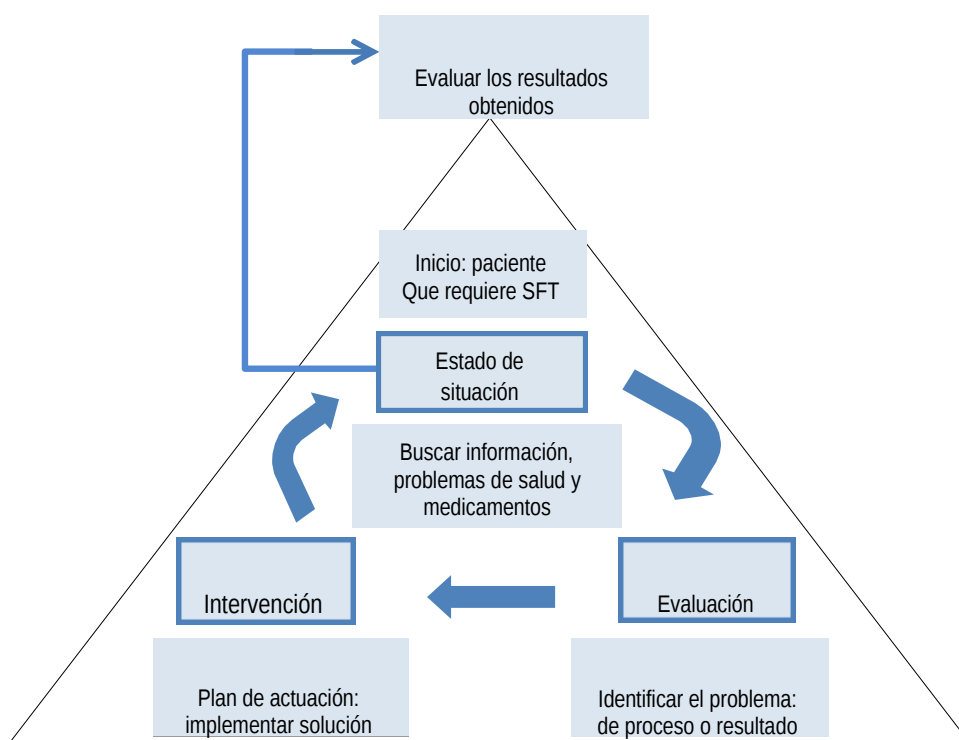 Evaluar los resultados
obtenidos
Inicio: paciente
Que requiere SFT
Estado de
situación
Buscar información,
problemas de salud y
medicamentos
Intervención
Evaluación
Plan de actuación:
implementar solución
Identificar el problema:
de proceso o resultado